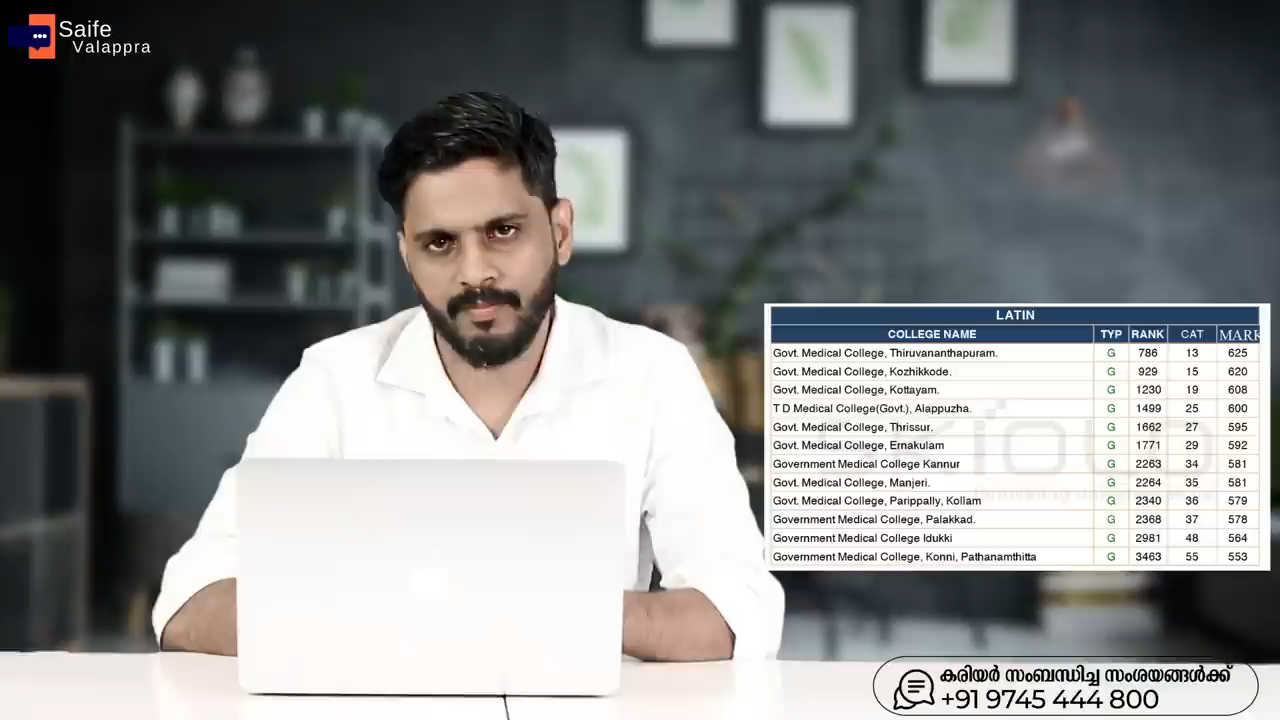 Saife
Valappra
LATIN
COLLEGE NAME TYP RANK CAT MARK
Govt. Medical College, Thiruvananthapuram. G 786 13 625
Govt. Medical College, Kozhikkode. G 929 15 620
Govt. Medical College, Kottayam. G 1230 19 608
T D Medical College(Govt.), Alappuzha. G 1499 25 600
Govt. Medical College, Thrissur. G 1662 27 595
Govt. Medical College, Ernakulam G 1771 29 592
Government Medical College Kannur G 2263 34 581
Govt. Medical College, Manjeri. G 2264 35 581
Govt. Medical College, Parippally, Kollam G 2340 36 579
Government Medical College, Palakkad. G 2368 37 578
Government Medical College Idukki G 2981 48 564
Government Medical College, Konni, Pathanamthitta G 3463 55 553
കരിയർ സംബന്ധിച്ച സംശയങ്ങൾക്ക്
+91 9745 444 800